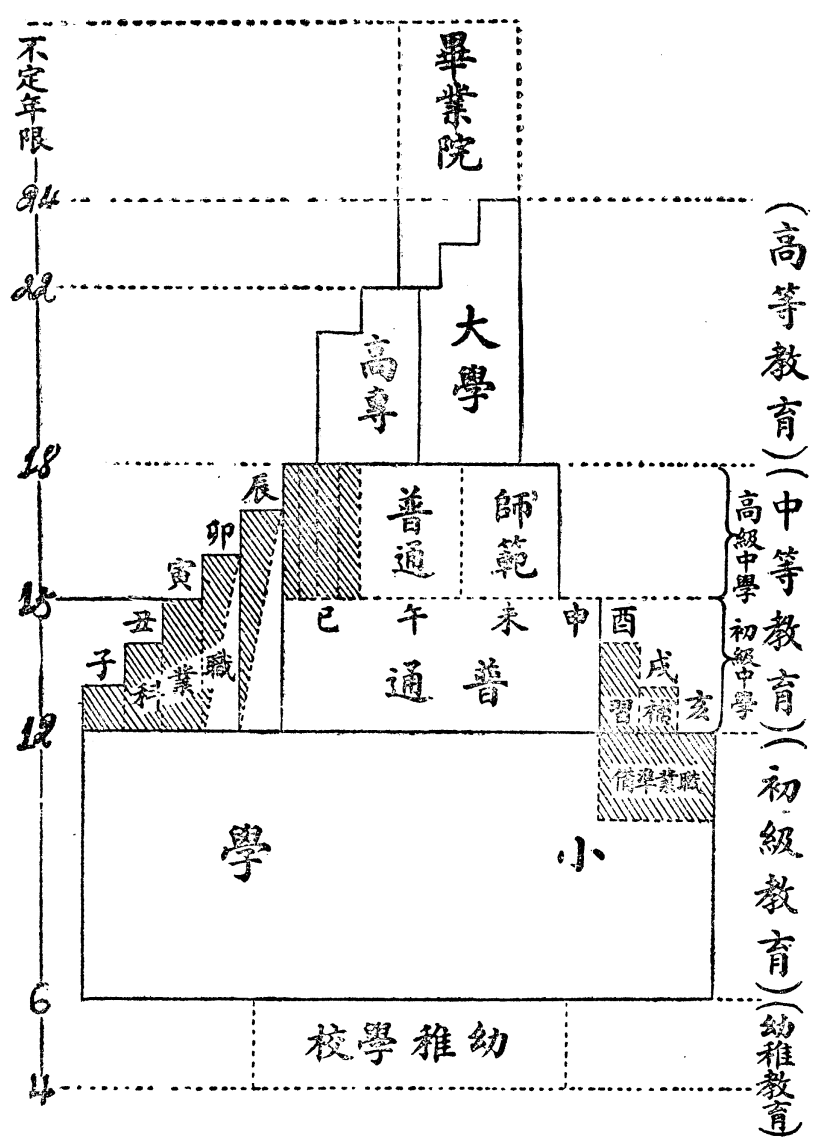 不定年限
24
22
18
15
12
6
4
畢業院
大學
高專
師範
普通
辰
卯
寅
丑
子
巳
午
未
申
酉
戌
亥
普通
職業科
補習
職業準備
小學
幼稚學校
(高等教育)
(中等教育)
高級中學
初級中學
(初級教育)
(幼稚教育)